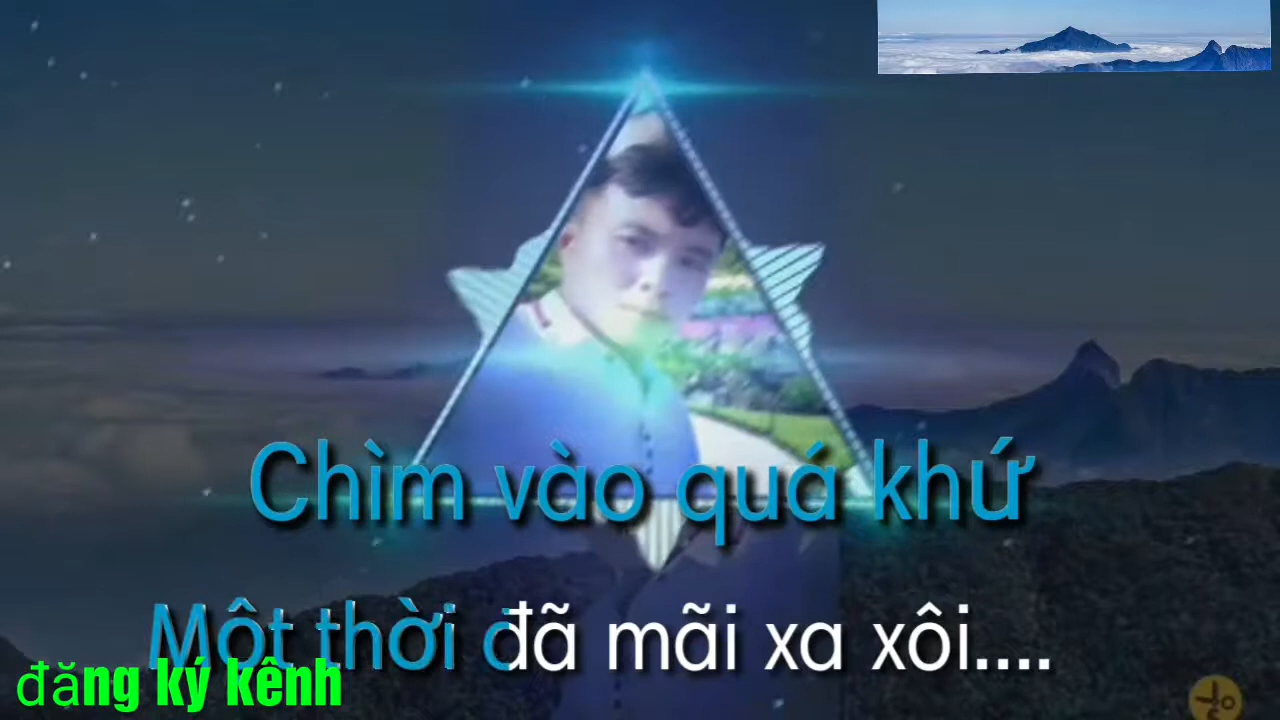 Chìm vào quá khứ
Một thời đã mãi xa xôi....
đăng ký kênh